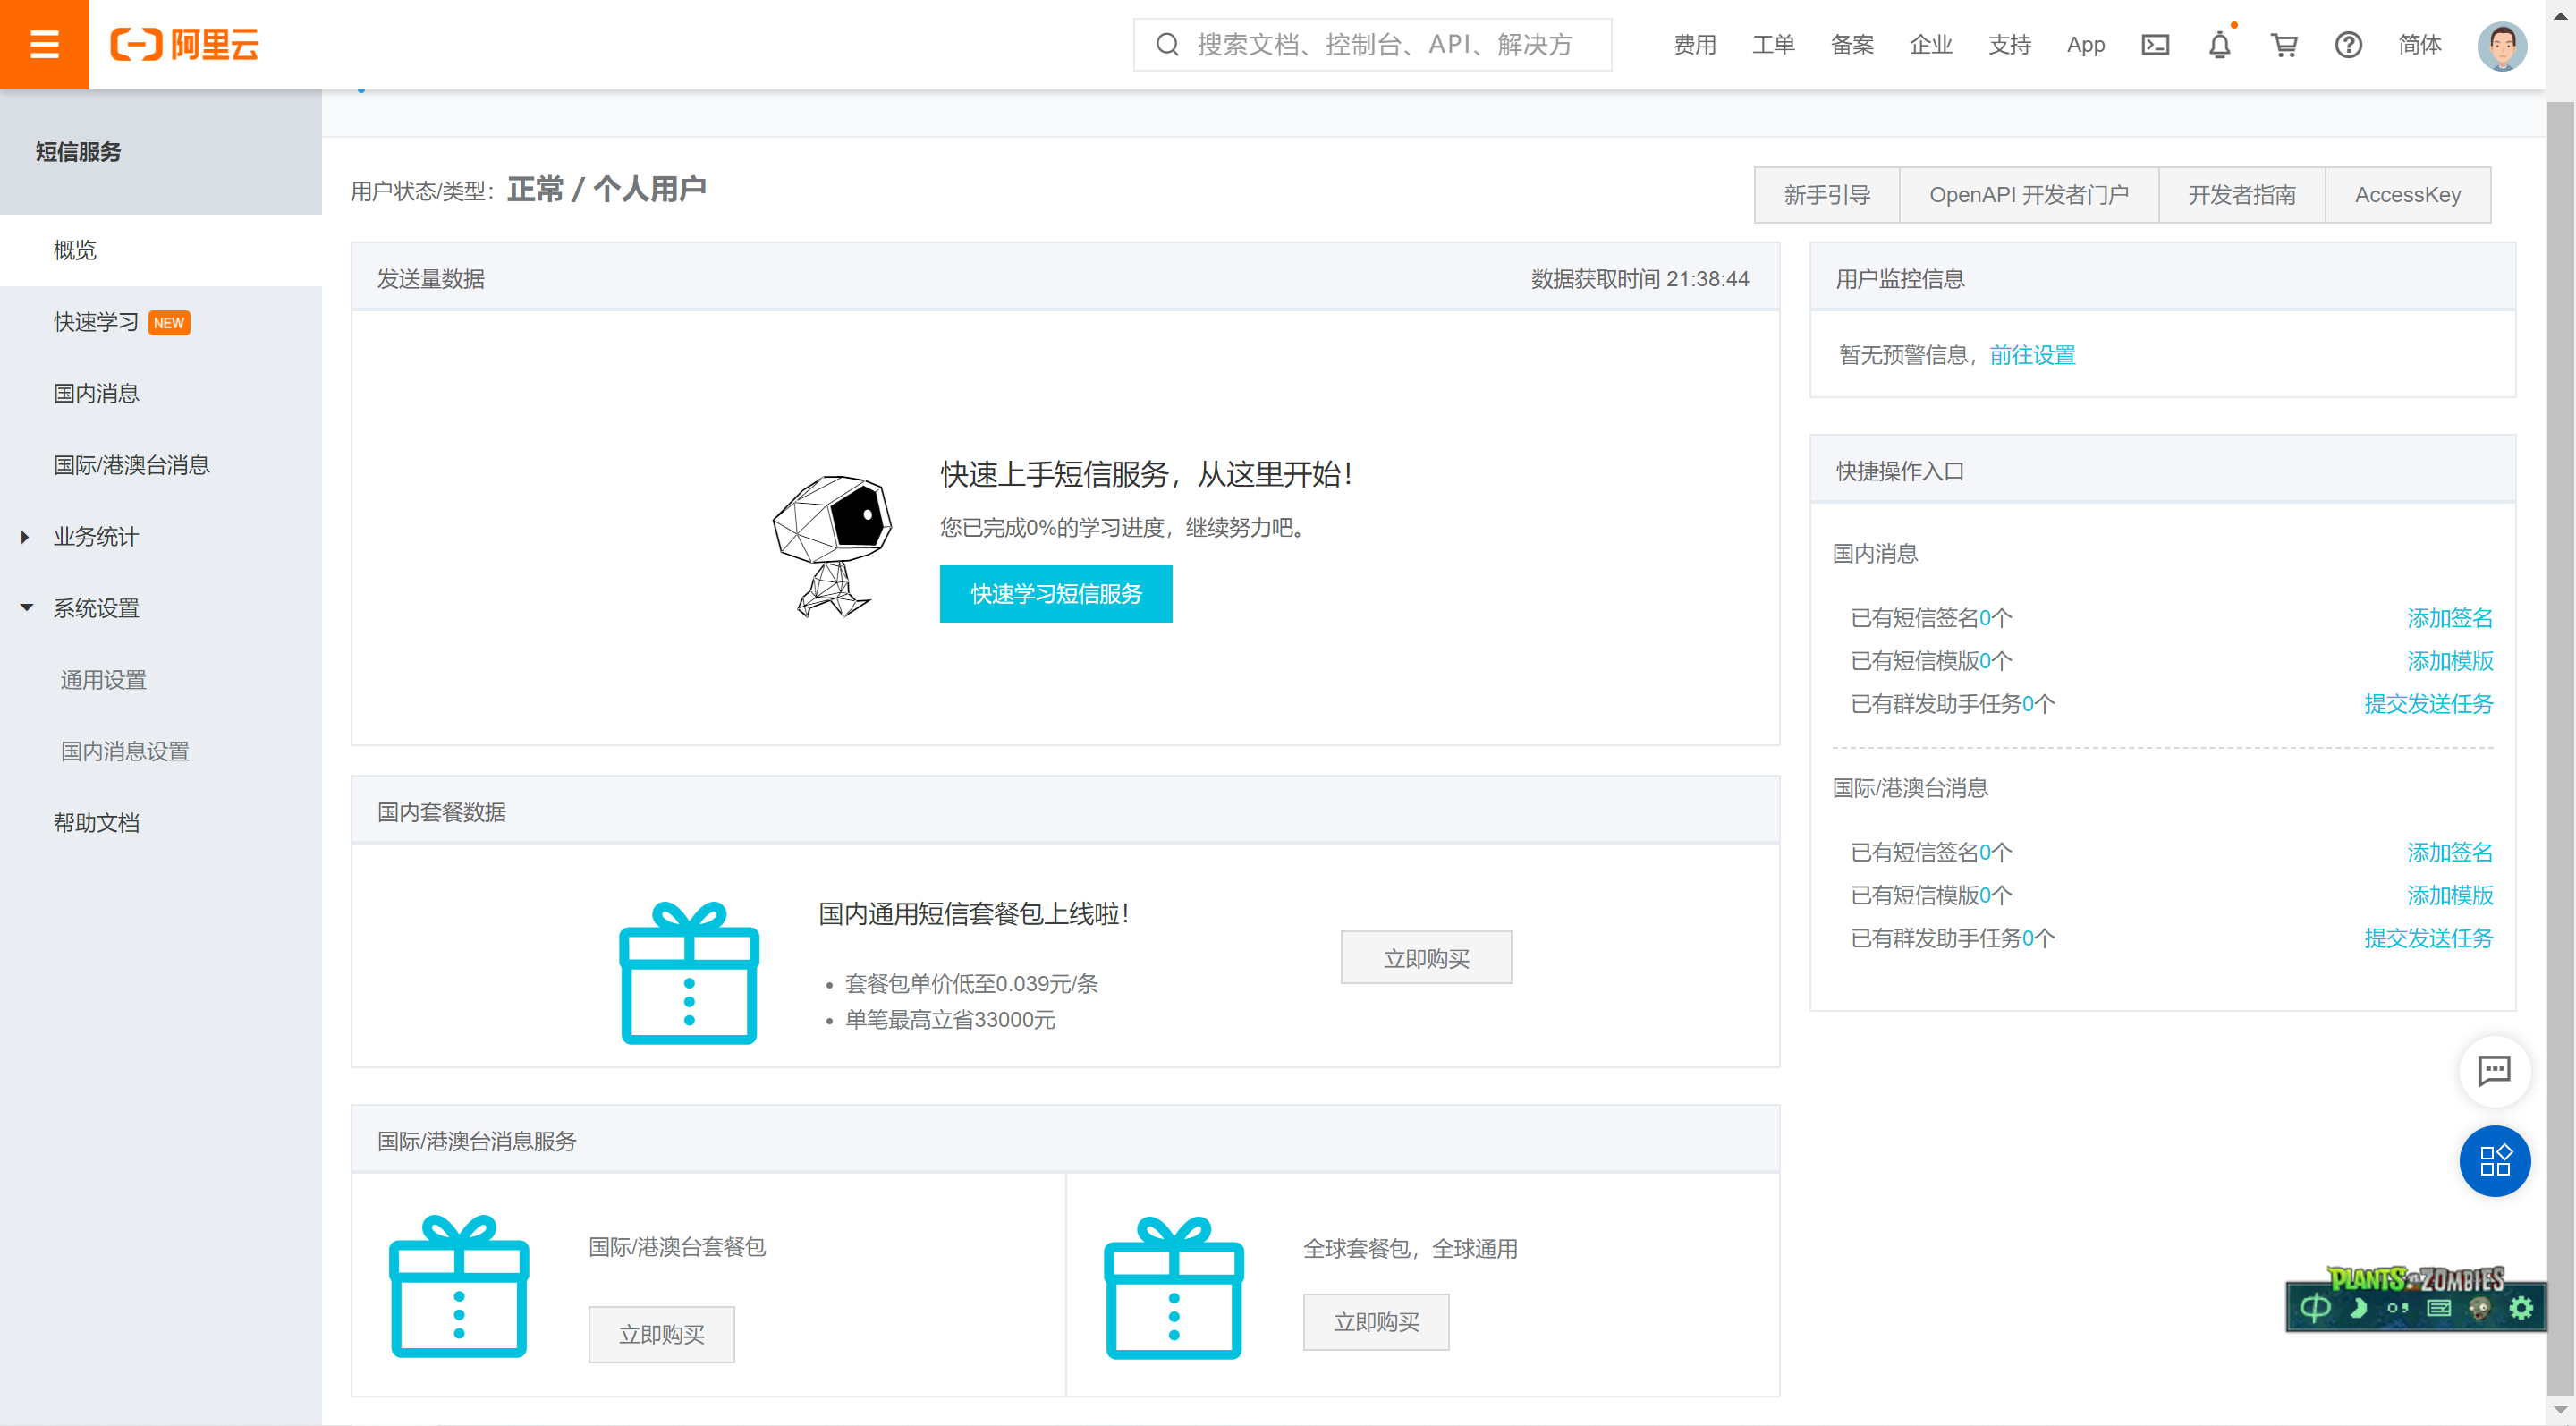 阿里云
搜索文档、控制台、API、解决方
费用
工单
备案
企业
支持
App
简体
短信服务
概览
快速学习 NEW
国内消息
国际/港澳台消息
业务统计
系统设置
通用设置
国内消息设置
帮助文档
用户状态/类型：正常 / 个人用户
新手引导
OpenAPI 开发者门户
开发者指南
AccessKey
发送量数据
数据获取时间 21:38:44
快速上手短信服务，从这里开始！
您已完成0%的学习进度，继续努力吧。
快速学习短信服务
国内套餐数据
国内通用短信套餐包上线啦！
• 套餐包单价低至0.039元/条
• 单笔最高立省33000元
立即购买
国际/港澳台消息服务
国际/港澳台套餐包
立即购买
全球套餐包，全球通用
立即购买
用户监控信息
暂无预警信息，前往设置
快捷操作入口
国内消息
已有短信签名0个 添加签名
已有短信模版0个 添加模版
已有群发助手任务0个 提交发送任务
国际/港澳台消息
已有短信签名0个 添加签名
已有短信模版0个 添加模版
已有群发助手任务0个 提交发送任务
PLANTS VS ZOMBIES
中